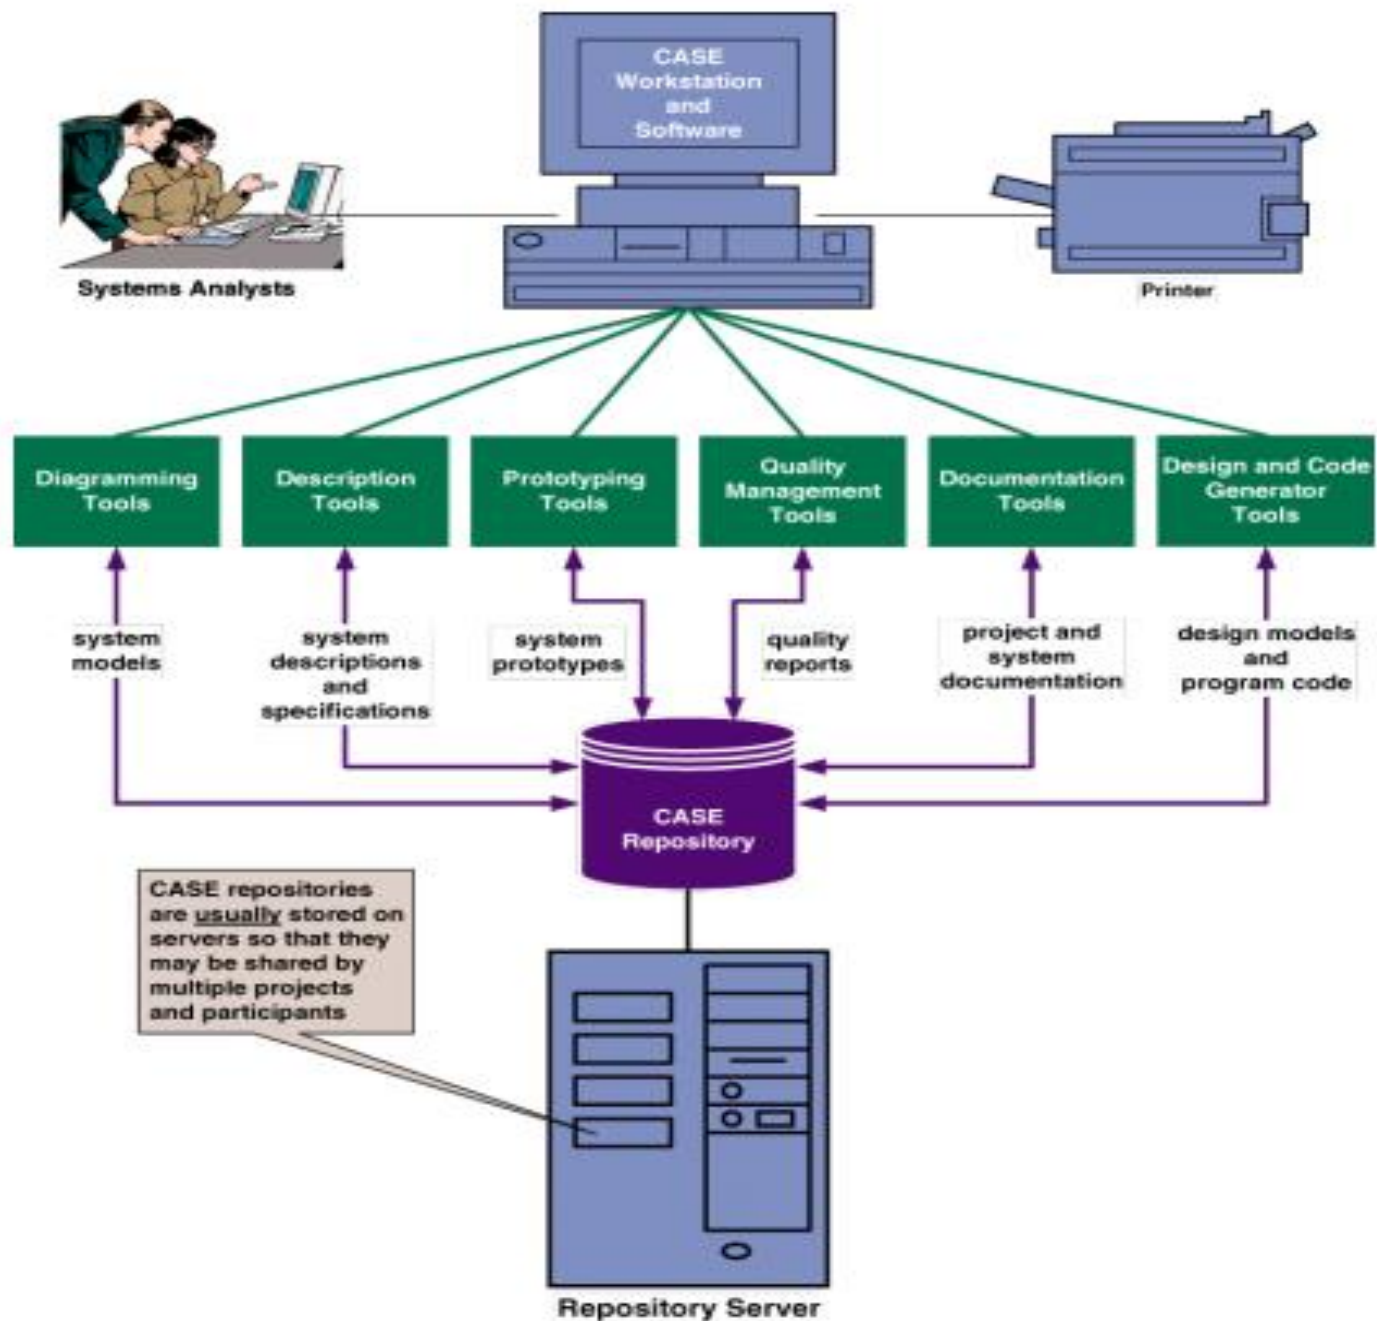 CASE
Workstation
and
Software
Systems Analysts
Printer
Diagramming
Tools
Description
Tools
Prototyping
Tools
Quality
Management
Tools
Documentation
Tools
Design and Code
Generator
Tools
system
models
system
descriptions
and
specifications
system
prototypes
quality
reports
project and
system
documentation
design models
and
program code
CASE
Repository
CASE repositories
are usually stored on
servers so that they
may be shared by
multiple projects
and participants
Repository Server